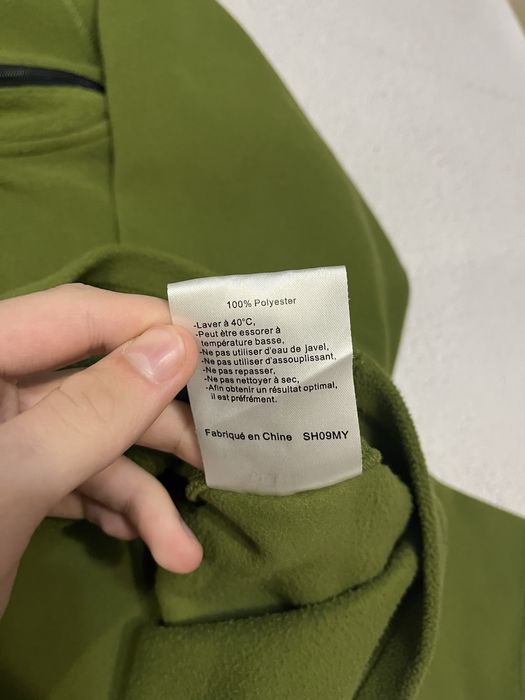 100% Polyester
-Laver à 40°C,
-Peut être essorer à
température basse,
-Ne pas utiliser d'eau de javel,
-Ne pas utiliser d'assouplissant,
-Ne pas repasser,
-Ne pas nettoyer à sec,
-Afin obtenir un résultat optimal,
il est préfrément.
Fabriqué en Chine SH09MY